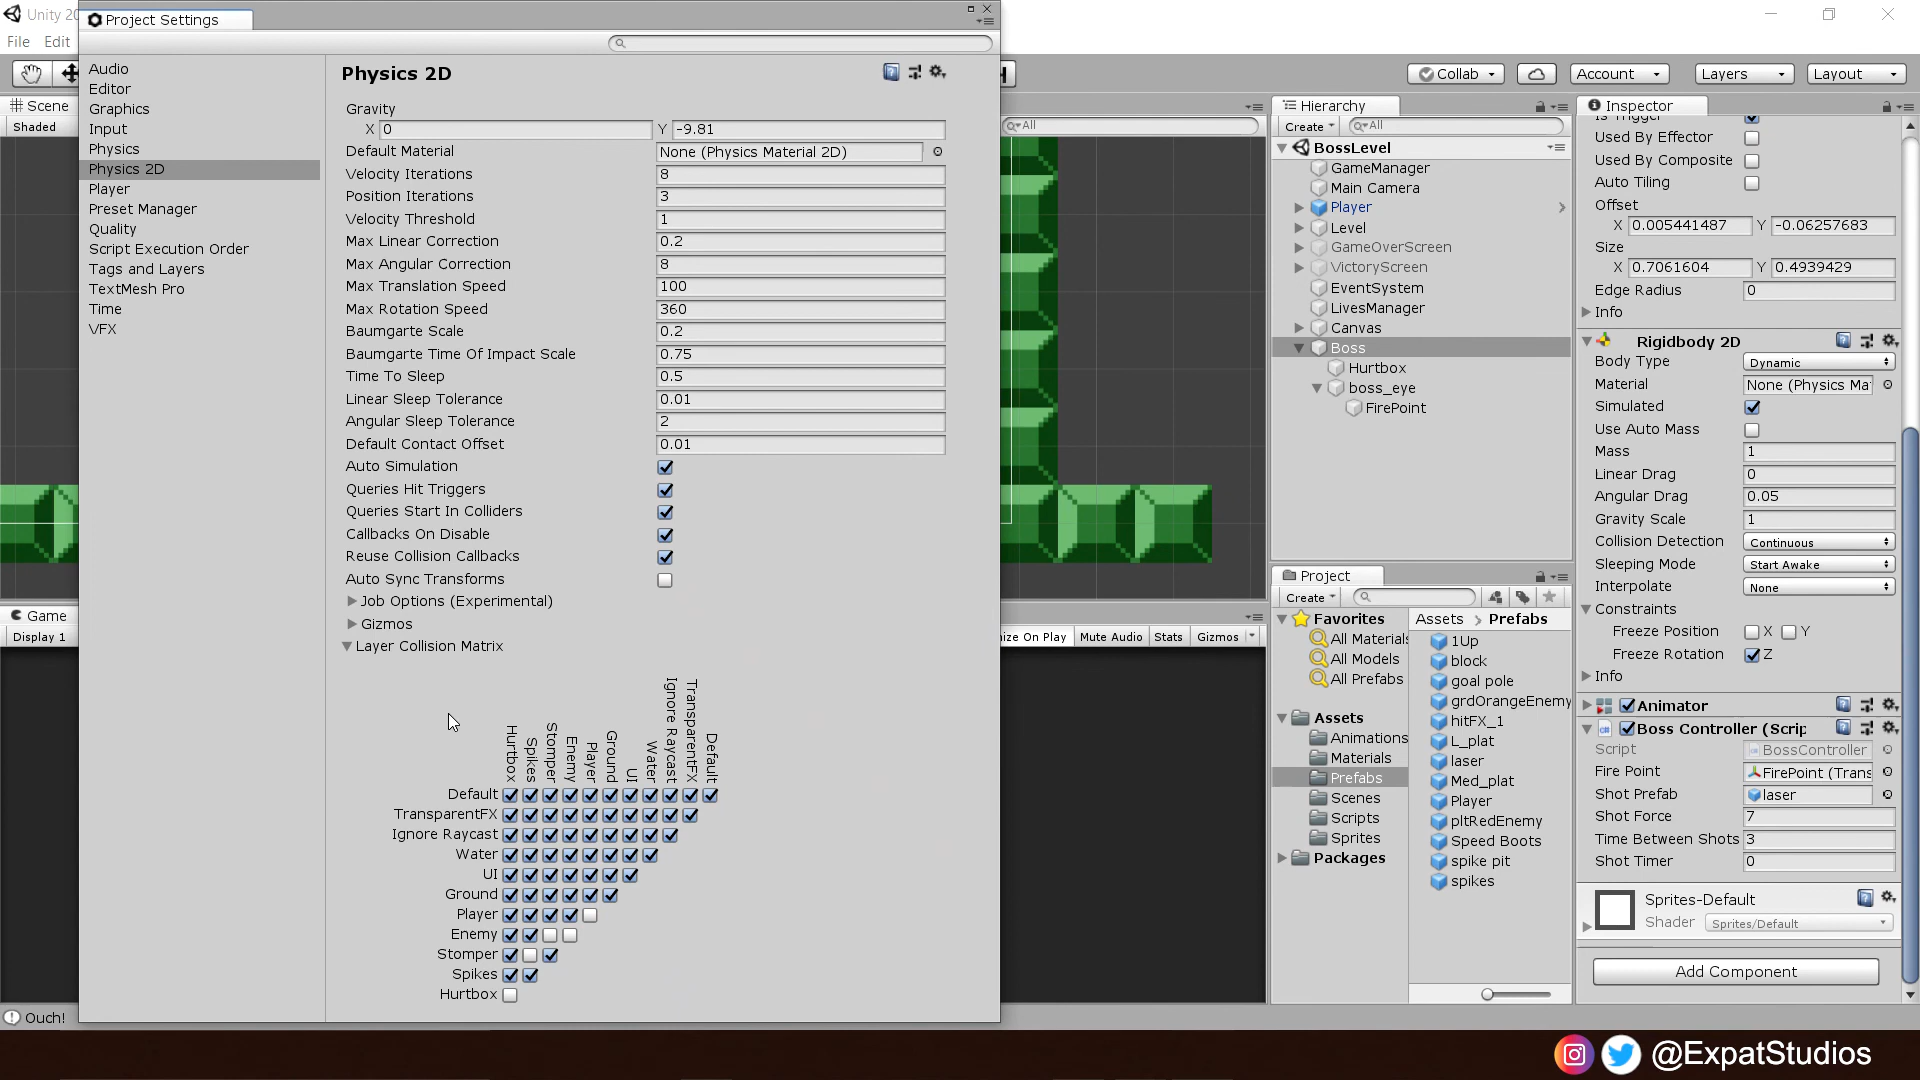 Unity 20
Project Settings
File Edit
Collab
Account
Layers
Layout
Audio
Editor
Graphics
Input
Physics
Physics 2D
Player
Preset Manager
Quality
Script Execution Order
Tags and Layers
TextMesh Pro
Time
VFX
Physics 2D
Gravity
X 0 Y -9.81
Default Material None (Physics Material 2D)
Velocity Iterations 8
Position Iterations 3
Velocity Threshold 1
Max Linear Correction 0.2
Max Angular Correction 8
Max Translation Speed 100
Max Rotation Speed 360
Baumgarte Scale 0.2
Baumgarte Time Of Impact Scale 0.75
Time To Sleep 0.5
Linear Sleep Tolerance 0.01
Angular Sleep Tolerance 2
Default Contact Offset 0.01
Auto Simulation
Queries Hit Triggers
Queries Start In Colliders
Callbacks On Disable
Reuse Collision Callbacks
Auto Sync Transforms
Job Options (Experimental)
Gizmos
Layer Collision Matrix
Hurtbox
Spikes
Stomper
Enemy
Player
Ground
UI
Water
Ignore Raycast
TransparentFX
Default
Default
TransparentFX
Ignore Raycast
Water
UI
Ground
Player
Enemy
Stomper
Spikes
Hurtbox
Scene
Shaded
Game
Display 1
Ouch!
All
nize On Play Mute Audio Stats Gizmos
Hierarchy
Create All
BossLevel
GameManager
Main Camera
Player
Level
GameOverScreen
VictoryScreen
EventSystem
LivesManager
Canvas
Boss
Hurtbox
boss_eye
FirePoint
Project
Create
Favorites
All Materials
All Models
All Prefabs
Assets
Animations
Materials
Prefabs
Scenes
Scripts
Sprites
Packages
Assets > Prefabs
1Up
block
goal pole
grdOrangeEnemy
hitFX_1
L_plat
laser
Med_plat
Player
pltRedEnemy
Speed Boots
spike pit
spikes
Inspector
Is Trigger
Used By Effector
Used By Composite
Auto Tiling
Offset
X 0.005441487 Y -0.06257683
Size
X 0.7061604 Y 0.4939429
Edge Radius 0
Info
Rigidbody 2D
Body Type Dynamic
Material None (Physics Ma
Simulated
Use Auto Mass
Mass 1
Linear Drag 0
Angular Drag 0.05
Gravity Scale 1
Collision Detection Continuous
Sleeping Mode Start Awake
Interpolate None
Constraints
Freeze Position X Y
Freeze Rotation Z
Info
Animator
Boss Controller (Scrip
Script BossController
Fire Point FirePoint (Trans
Shot Prefab laser
Shot Force 7
Time Between Shots 3
Shot Timer 0
Sprites-Default
Shader Sprites/Default
Add Component
@ExpatStudios